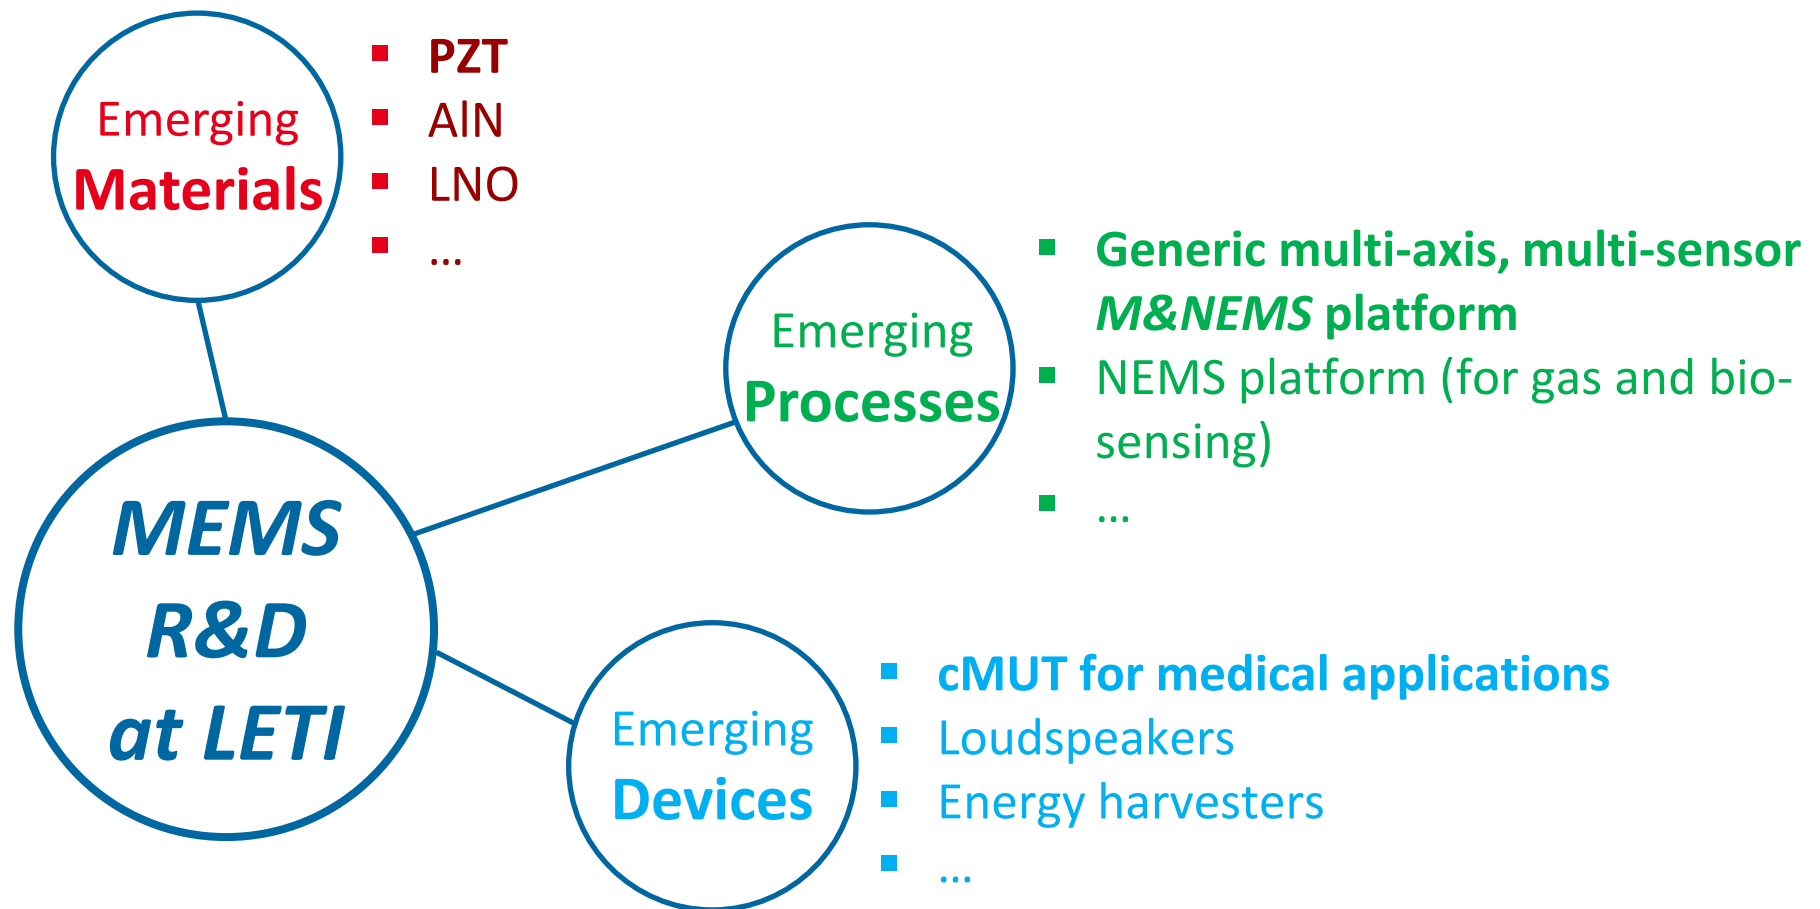 Emerging
Materials
PZT
AlN
LNO
...
Emerging
Processes
Generic multi-axis, multi-sensor
M&NEMS platform
NEMS platform (for gas and bio-
sensing)
...
MEMS
R&D
at LETI
Emerging
Devices
cMUT for medical applications
Loudspeakers
Energy harvesters
...